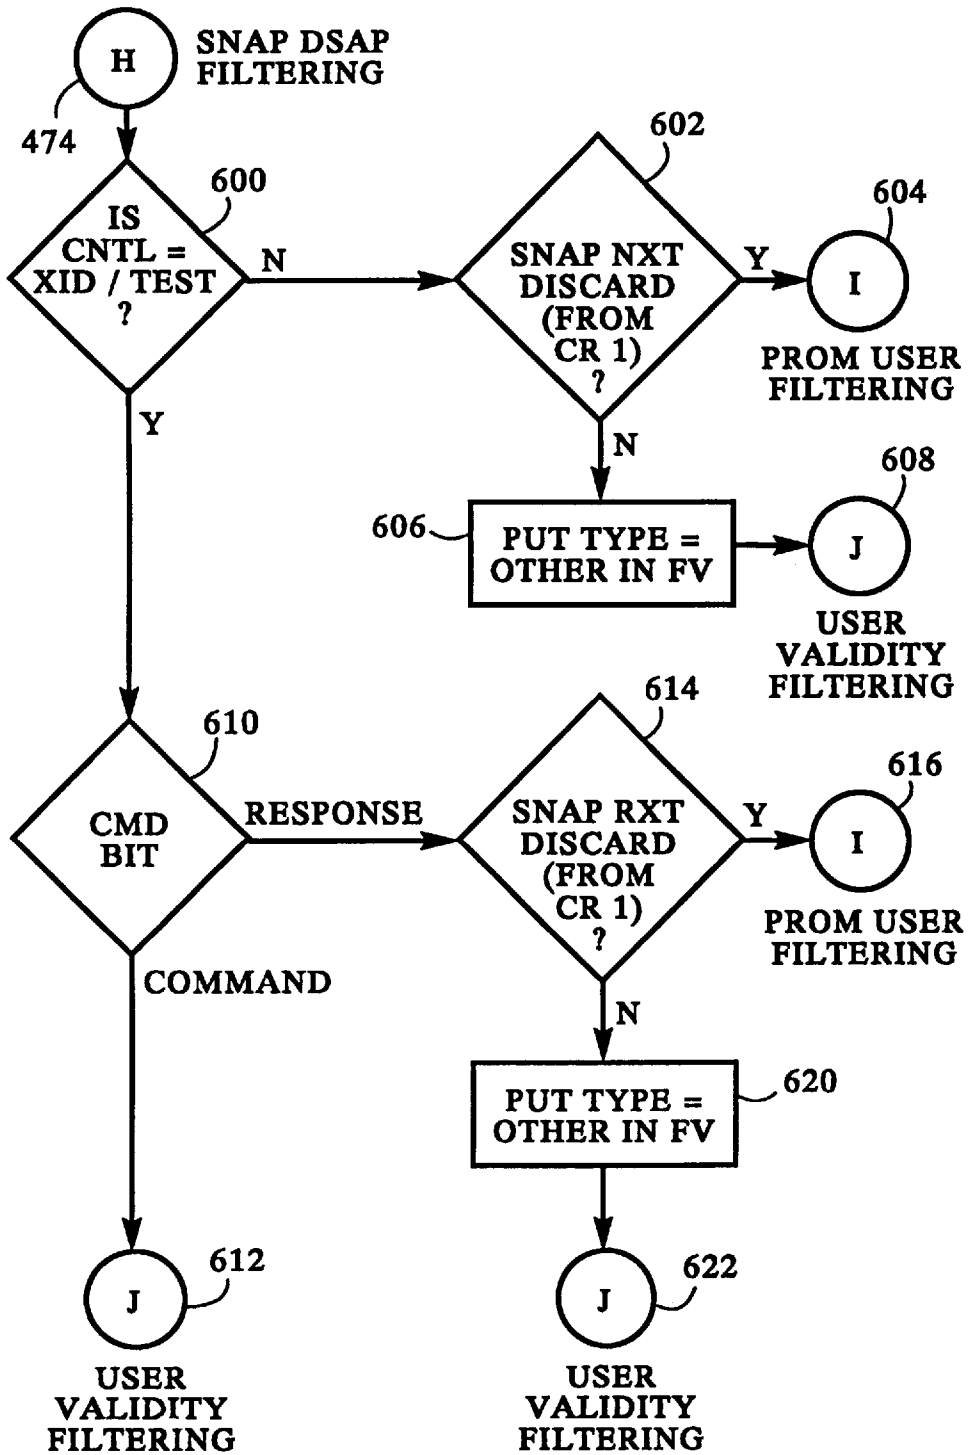 H
SNAP DSAP
FILTERING
474
600
IS
CNTL =
XID / TEST
?
N
Y
602
SNAP NXT
DISCARD
(FROM
CR 1)
?
Y
604
I
PROM USER
FILTERING
N
606
PUT TYPE =
OTHER IN FV
608
J
USER
VALIDITY
FILTERING
610
CMD
BIT
RESPONSE
COMMAND
614
SNAP RXT
DISCARD
(FROM
CR 1)
?
Y
616
I
PROM USER
FILTERING
N
620
PUT TYPE =
OTHER IN FV
612
J
USER
VALIDITY
FILTERING
622
J
USER
VALIDITY
FILTERING